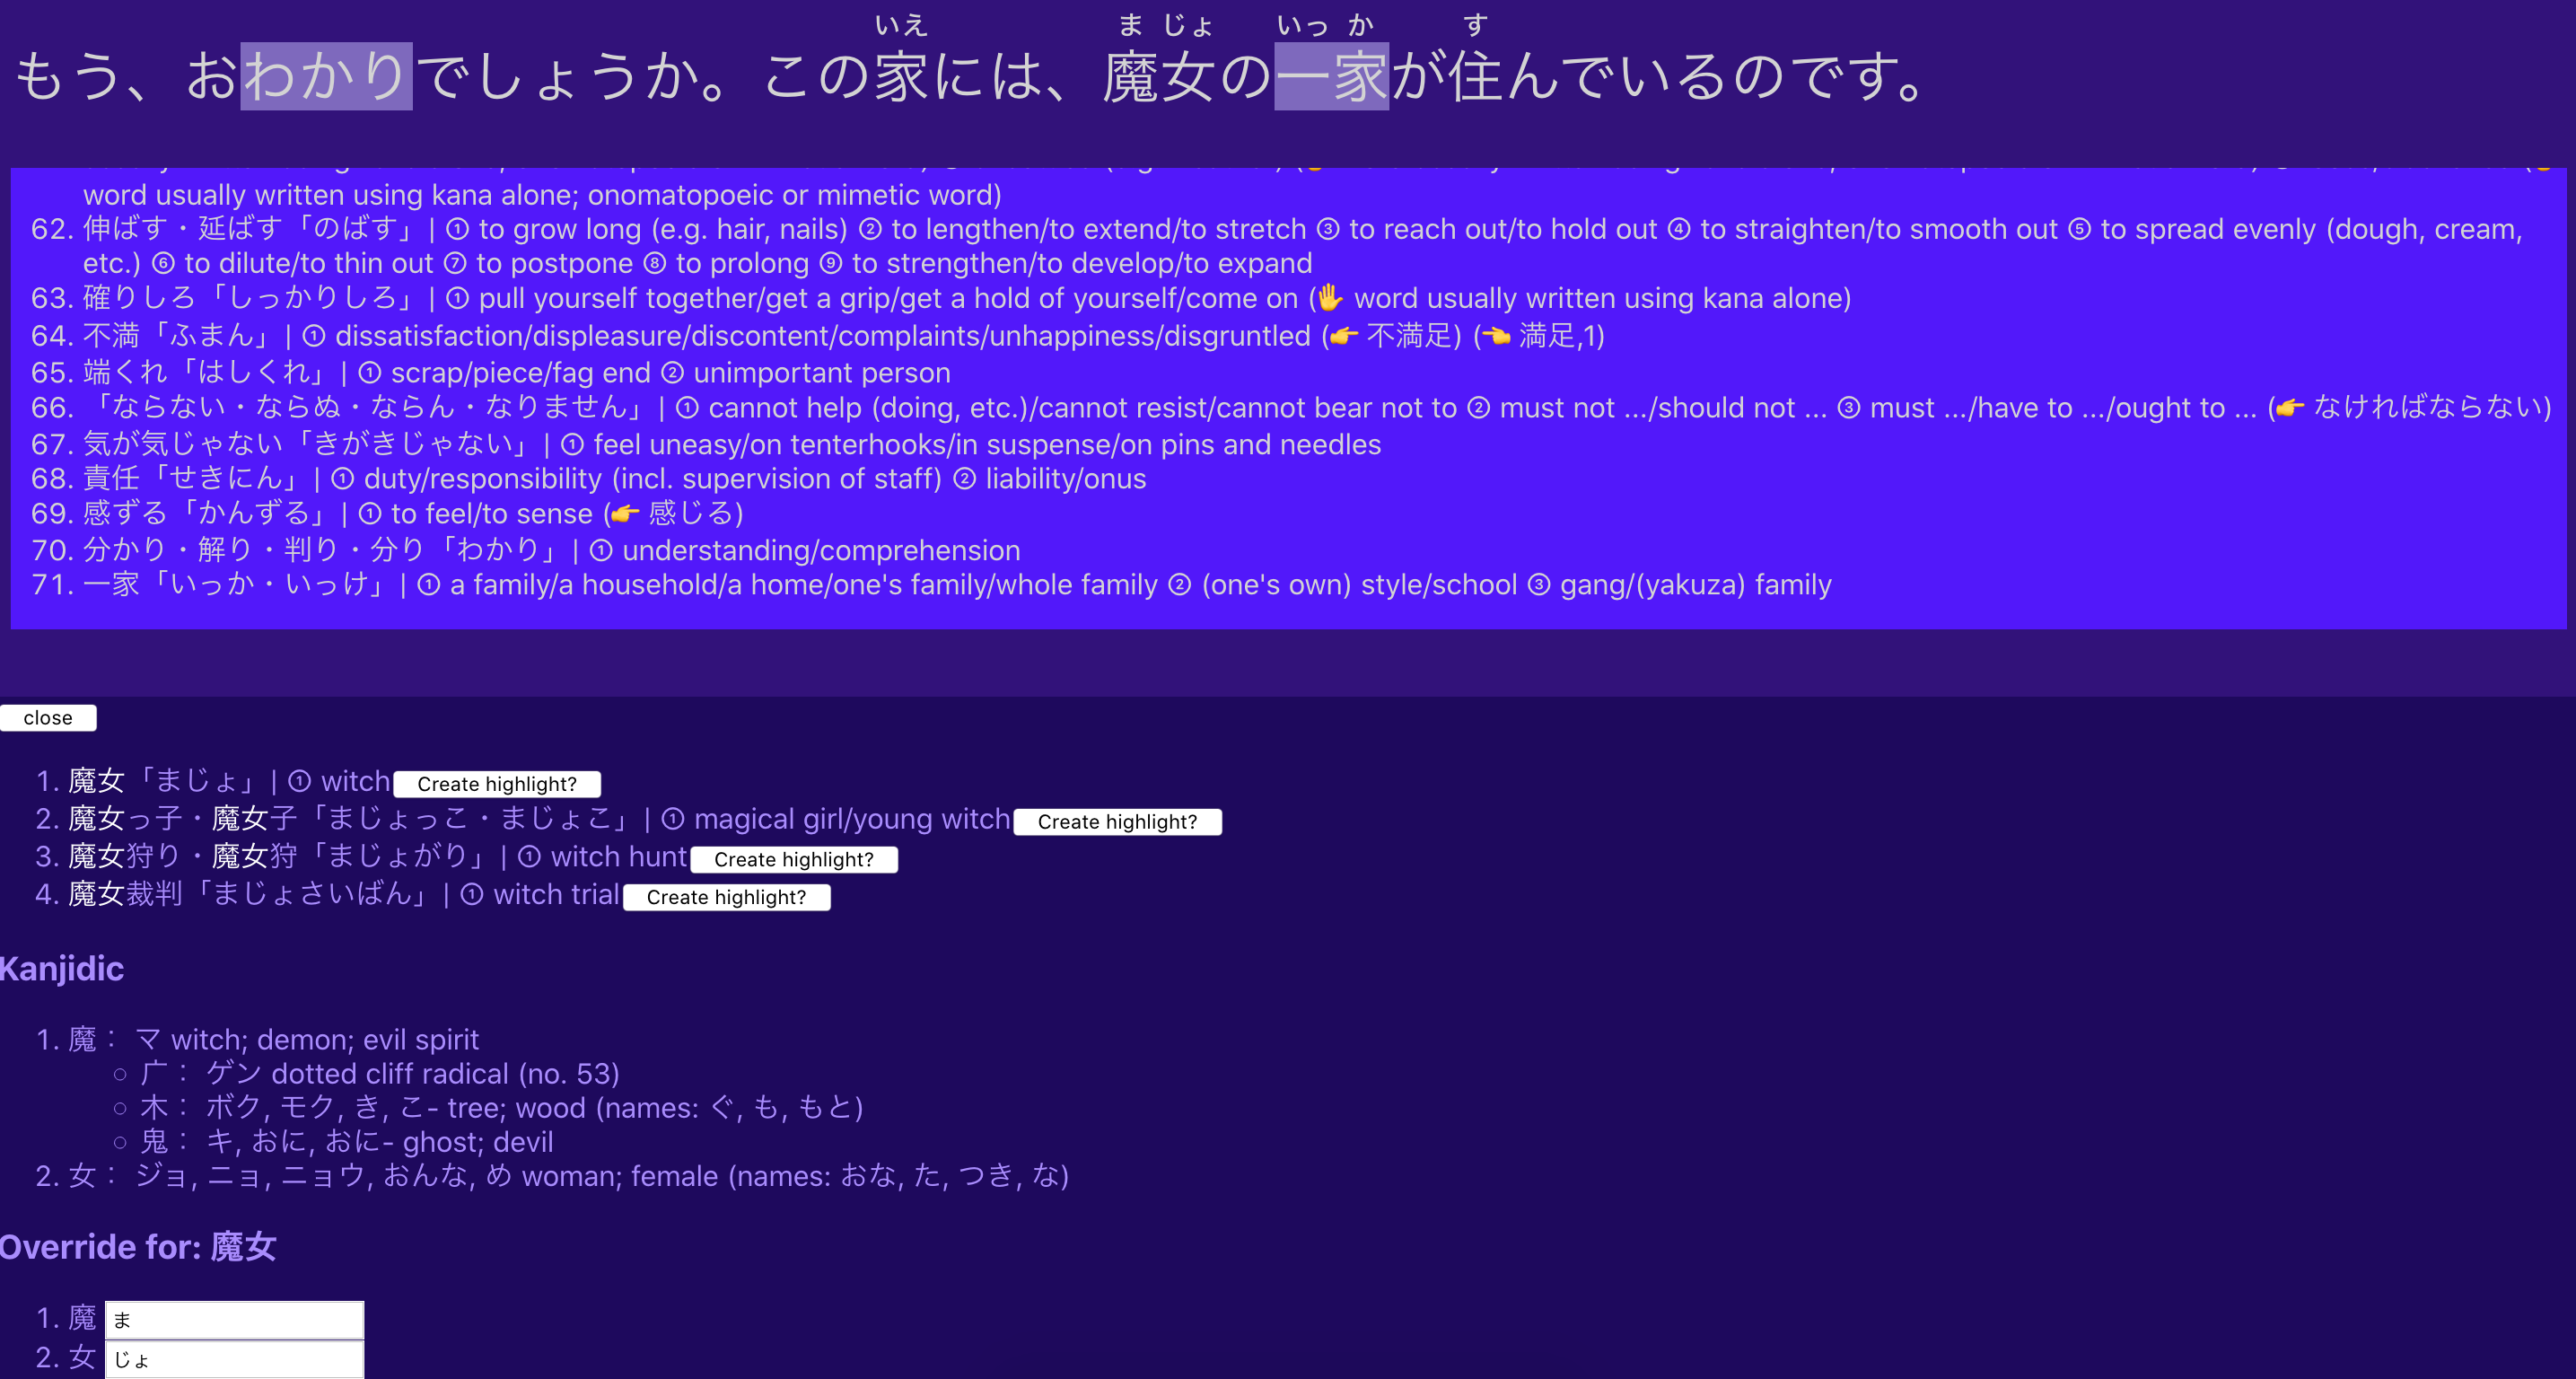 いえ ま じょ いっ か す
もう、おわかりでしょうか。この家には、魔女の一家が住んでいるのです。
word usually written using kana alone; onomatopoeic or mimetic word)
62. 伸ばす・延ばす「のばす」| ① to grow long (e.g. hair, nails) ② to lengthen/to extend/to stretch ③ to reach out/to hold out ④ to straighten/to smooth out ⑤ to spread evenly (dough, cream,
etc.) ⑥ to dilute/to thin out ⑦ to postpone ⑧ to prolong ⑨ to strengthen/to develop/to expand
63. 確りしろ「しっかりしろ」| ① pull yourself together/get a grip/get a hold of yourself/come on (✋ word usually written using kana alone)
64. 不満「ふまん」| ① dissatisfaction/displeasure/discontent/complaints/unhappiness/disgruntled (👉 不満足) (👈 満足,1)
65. 端くれ「はしくれ」| ① scrap/piece/fag end ② unimportant person
66. 「ならない・ならぬ・ならん・なりません」| ① cannot help (doing, etc.)/cannot resist/cannot bear not to ② must not .../should not ... ③ must .../have to .../ought to ... (👉 なければならない)
67. 気が気じゃない「きがきじゃない」| ① feel uneasy/on tenterhooks/in suspense/on pins and needles
68. 責任「せきにん」| ① duty/responsibility (incl. supervision of staff) ② liability/onus
69. 感ずる「かんずる」| ① to feel/to sense (👉 感じる)
70. 分かり・解り・判り・分り「わかり」| ① understanding/comprehension
71. 一家「いっか・いっけ」| ① a family/a household/a home/one's family/whole family ② (one's own) style/school ③ gang/(yakuza) family
close
1. 魔女「まじょ」| ① witch Create highlight?
2. 魔女っ子・魔女子「まじょっこ・まじょこ」| ① magical girl/young witch Create highlight?
3. 魔女狩り・魔女狩「まじょがり」| ① witch hunt Create highlight?
4. 魔女裁判「まじょさいばん」| ① witch trial Create highlight?
Kanjidic
1. 魔： マ witch; demon; evil spirit
○ 广： ゲン dotted cliff radical (no. 53)
○ 木： ボク, モク, き, こ- tree; wood (names: ぐ, も, もと)
○ 鬼： キ, おに, おに- ghost; devil
2. 女： ジョ, ニョ, ニョウ, おんな, め woman; female (names: おな, た, つき, な)
Override for: 魔女
1. 魔 ま
2. 女 じょ